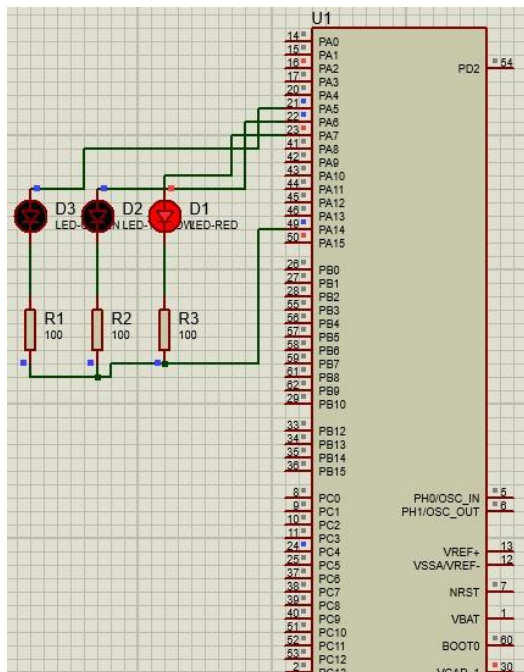 U1
14 PA0
15 PA1
16 PA2
17 PA3
20 PA4
21 PA5
22 PA6
23 PA7
41 PA8
42 PA9
43 PA10
44 PA11
45 PA12
46 PA13
49 PA14
50 PA15
PD2 54
D3
D2
D1
LED-RED
R1
100
R2
100
R3
100
26 PB0
27 PB1
28 PB2
55 PB3
56 PB4
57 PB5
58 PB6
59 PB7
61 PB8
62 PB9
29 PB10
33 PB12
34 PB13
35 PB14
36 PB15
8 PC0
9 PC1
10 PC2
11 PC3
24 PC4
25 PC5
37 PC6
38 PC7
39 PC8
40 PC9
51 PC10
52 PC11
53 PC12
2
PH0/OSC_IN 5
PH1/OSC_OUT 6
VREF+ 13
VSSA/VREF- 12
NRST 7
VBAT 1
BOOT0 60
30